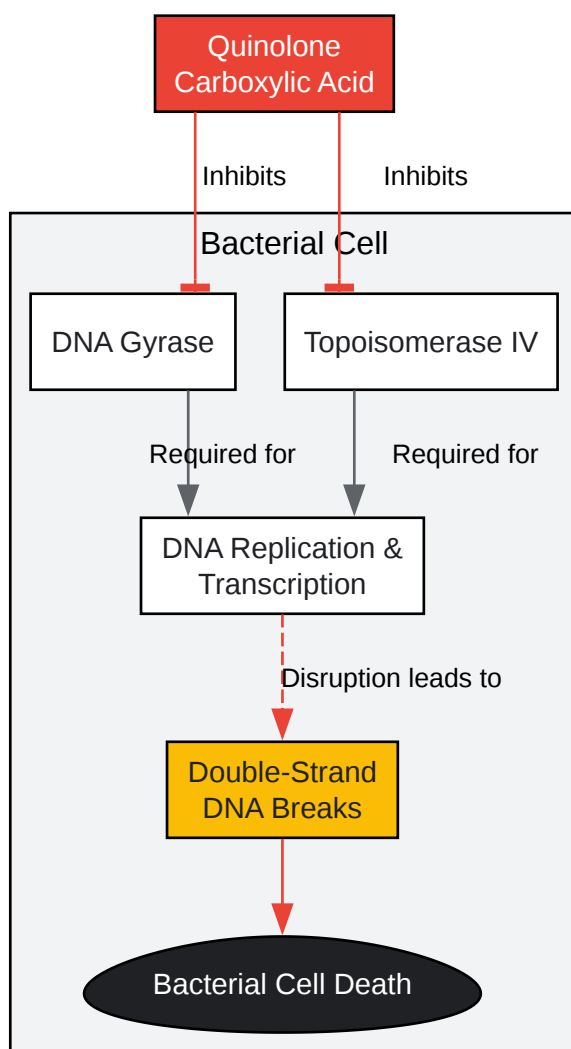 Quinolone
Carboxylic Acid
Inhibits
Inhibits
Bacterial Cell
DNA Gyrase
Topoisomerase IV
Required for
Required for
DNA Replication &
Transcription
Disruption leads to
Double-Strand
DNA Breaks
Bacterial Cell Death